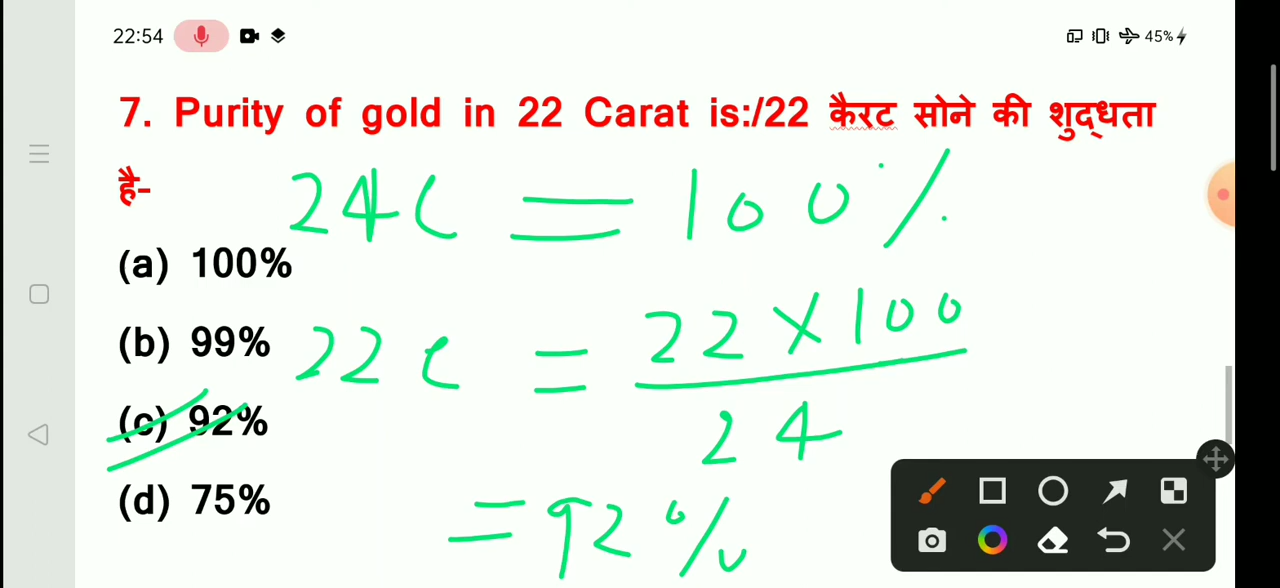 22:54 45%
7. Purity of gold in 22 Carat is:/22 कैरट सोने की शुद्धता
है-
24C = 100%
(a) 100%
(b) 99%
22C = 22 × 100
24
(c) 92%
(d) 75%
= 92%